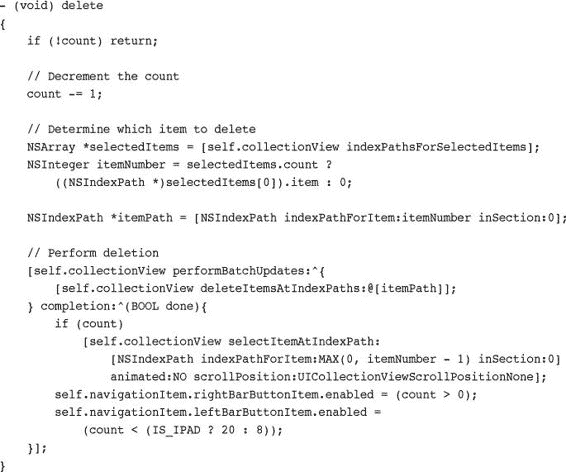 - (void) delete
{
    if (!count) return;

    // Decrement the count
    count -= 1;

    // Determine which item to delete
    NSArray *selectedItems = [self.collectionView indexPathsForSelectedItems];
    NSInteger itemNumber = selectedItems.count ?
        ((NSIndexPath *)selectedItems[0]).item : 0;

    NSIndexPath *itemPath = [NSIndexPath indexPathForItem:itemNumber inSection:0];

    // Perform deletion
    [self.collectionView performBatchUpdates:^{
        [self.collectionView deleteItemsAtIndexPaths:@[itemPath]];
    } completion:^(BOOL done){
        if (count)
            [self.collectionView selectItemAtIndexPath:
                [NSIndexPath indexPathForItem:MAX(0, itemNumber - 1) inSection:0]
                animated:NO scrollPosition:UICollectionViewScrollPositionNone];
        self.navigationItem.rightBarButtonItem.enabled = (count > 0);
        self.navigationItem.leftBarButtonItem.enabled =
            (count < (IS_IPAD ? 20 : 8));
    }];
}